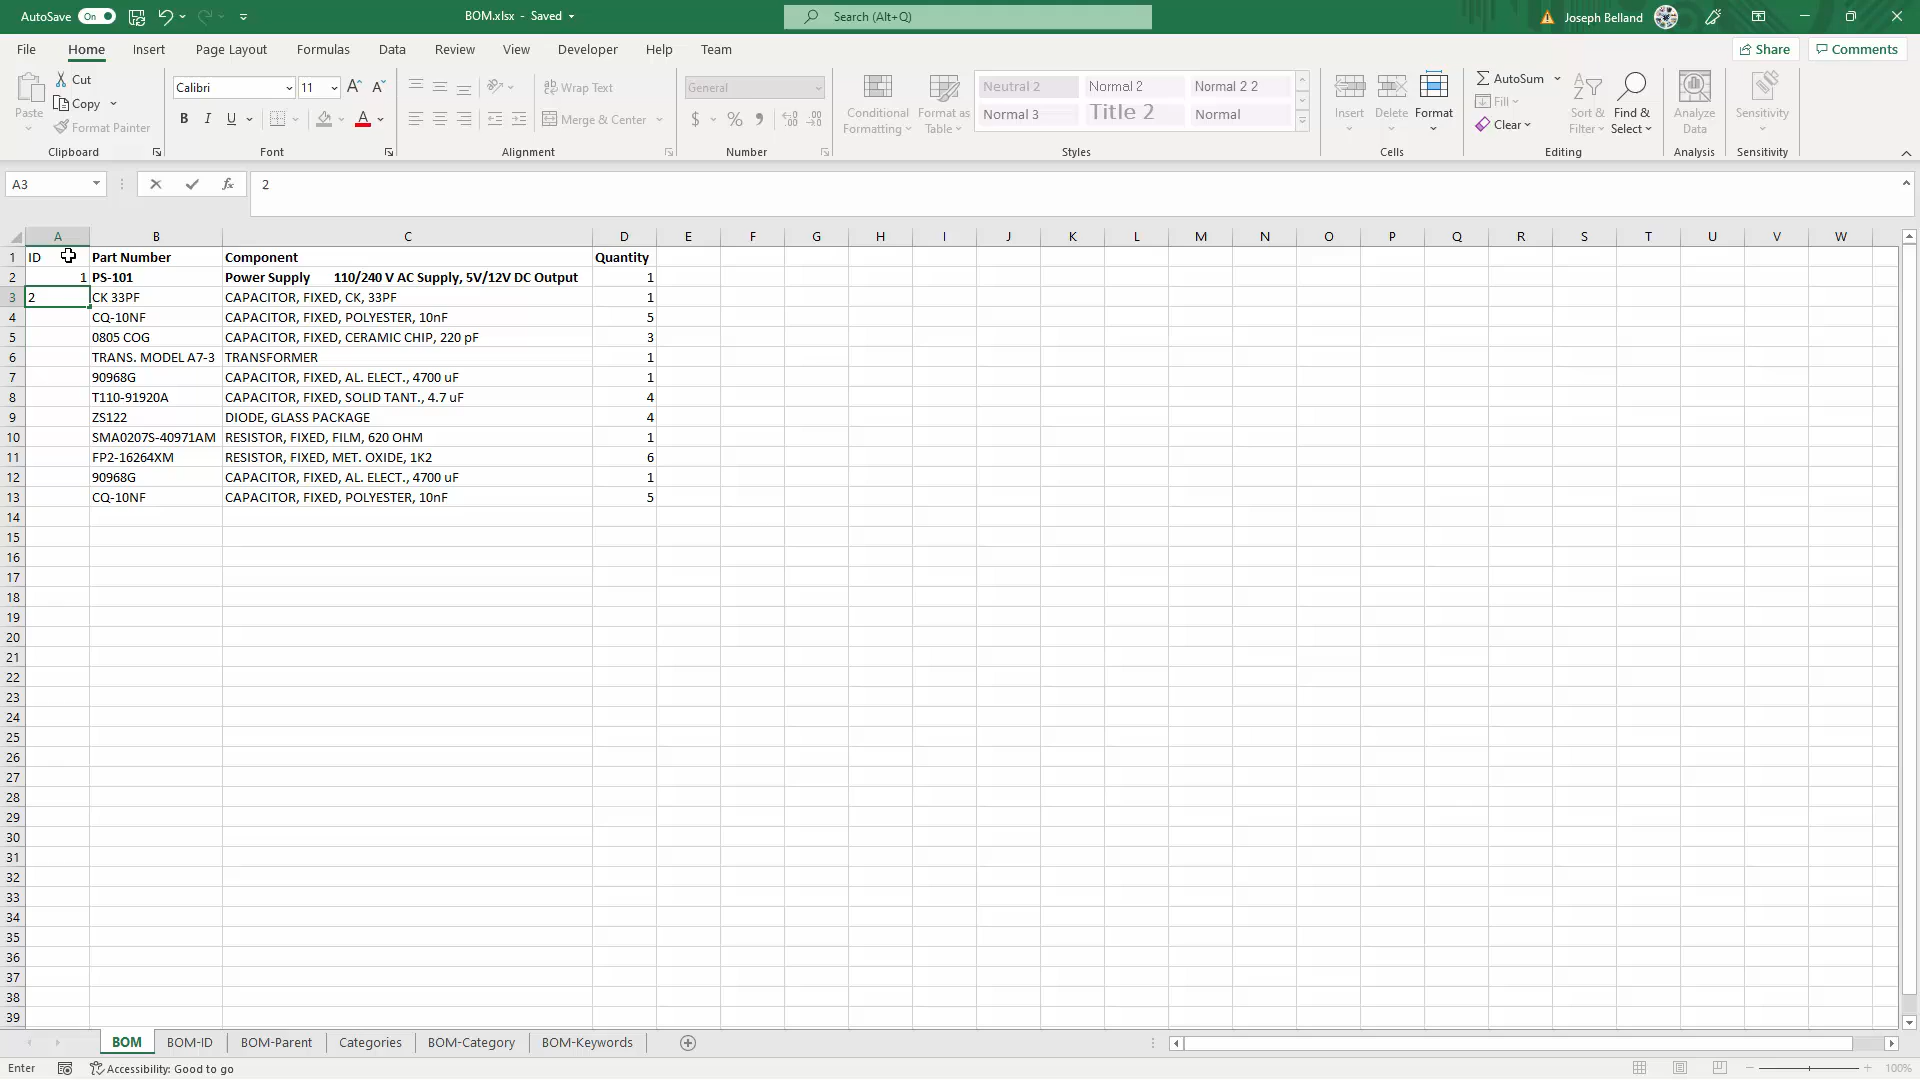 AutoSave On BOM.xlsx - Saved Search (Alt+Q) Joseph Belland
File Home Insert Page Layout Formulas Data Review View Developer Help Team Share Comments
Paste Cut Copy Format Painter
Calibri 11
B I U
Wrap Text
Merge & Center
General
$ % 9
Conditional Formatting
Format as Table
Neutral 2 Normal 2 Normal 2 2
Normal 3 Title 2 Normal
Insert Delete Format
AutoSum
Fill
Clear
Sort & Filter
Find & Select
Analyze Data
Sensitivity
Clipboard Font Alignment Number Styles Cells Editing Analysis Sensitivity
A3 fx 2
A B C D E F G H I J K L M N O P Q R S T U V W
1 ID Part Number Component Quantity
2 1 PS-101 Power Supply 110/240 V AC Supply, 5V/12V DC Output 1
3 2 CK 33PF CAPACITOR, FIXED, CK, 33PF 1
4 CQ-10NF CAPACITOR, FIXED, POLYESTER, 10nF 5
5 0805 COG CAPACITOR, FIXED, CERAMIC CHIP, 220 pF 3
6 TRANS. MODEL A7-3 TRANSFORMER 1
7 90968G CAPACITOR, FIXED, AL. ELECT., 4700 uF 1
8 T110-91920A CAPACITOR, FIXED, SOLID TANT., 4.7 uF 4
9 ZS122 DIODE, GLASS PACKAGE 4
10 SMA0207S-40971AM RESISTOR, FIXED, FILM, 620 OHM 1
11 FP2-16264XM RESISTOR, FIXED, MET. OXIDE, 1K2 6
12 90968G CAPACITOR, FIXED, AL. ELECT., 4700 uF 1
13 CQ-10NF CAPACITOR, FIXED, POLYESTER, 10nF 5
14
15
16
17
18
19
20
21
22
23
24
25
26
27
28
29
30
31
32
33
34
35
36
37
38
39
BOM BOM-ID BOM-Parent Categories BOM-Category BOM-Keywords
Enter Accessibility: Good to go 100%